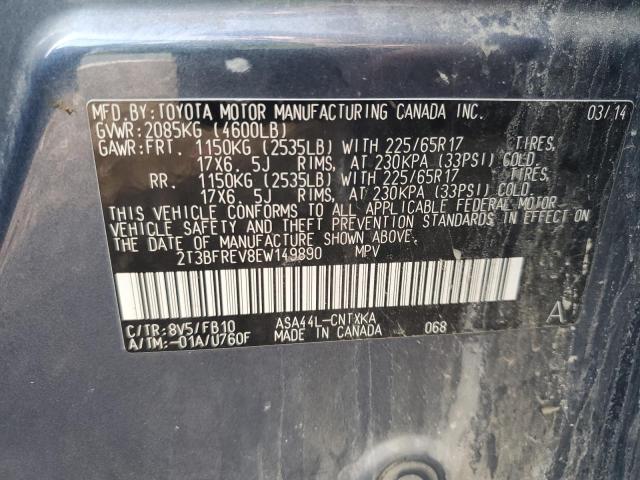 MFD.BY:TOYOTA MOTOR MANUFACTURING CANADA INC. 03/14
GVWR:2085KG (4600LB)
GAWR:FRT. 1150KG (2535LB) WITH 225/65R17 TIRES,
17X6.5J RIMS, AT 230KPA (33PSI) COLD.
RR. 1150KG (2535LB) WITH 225/65R17 TIRES,
17X6.5J RIMS, AT 230KPA (33PSI) COLD.
THIS VEHICLE CONFORMS TO ALL APPLICABLE FEDERAL MOTOR
VEHICLE SAFETY AND THEFT PREVENTION STANDARDS IN EFFECT ON
THE DATE OF MANUFACTURE SHOWN ABOVE.
2T3BFREV8EW149890 MPV
C/TR:8V5/FB10 ASA44L-CNTXKA
A/TM:-01A/U760F MADE IN CANADA 068 A